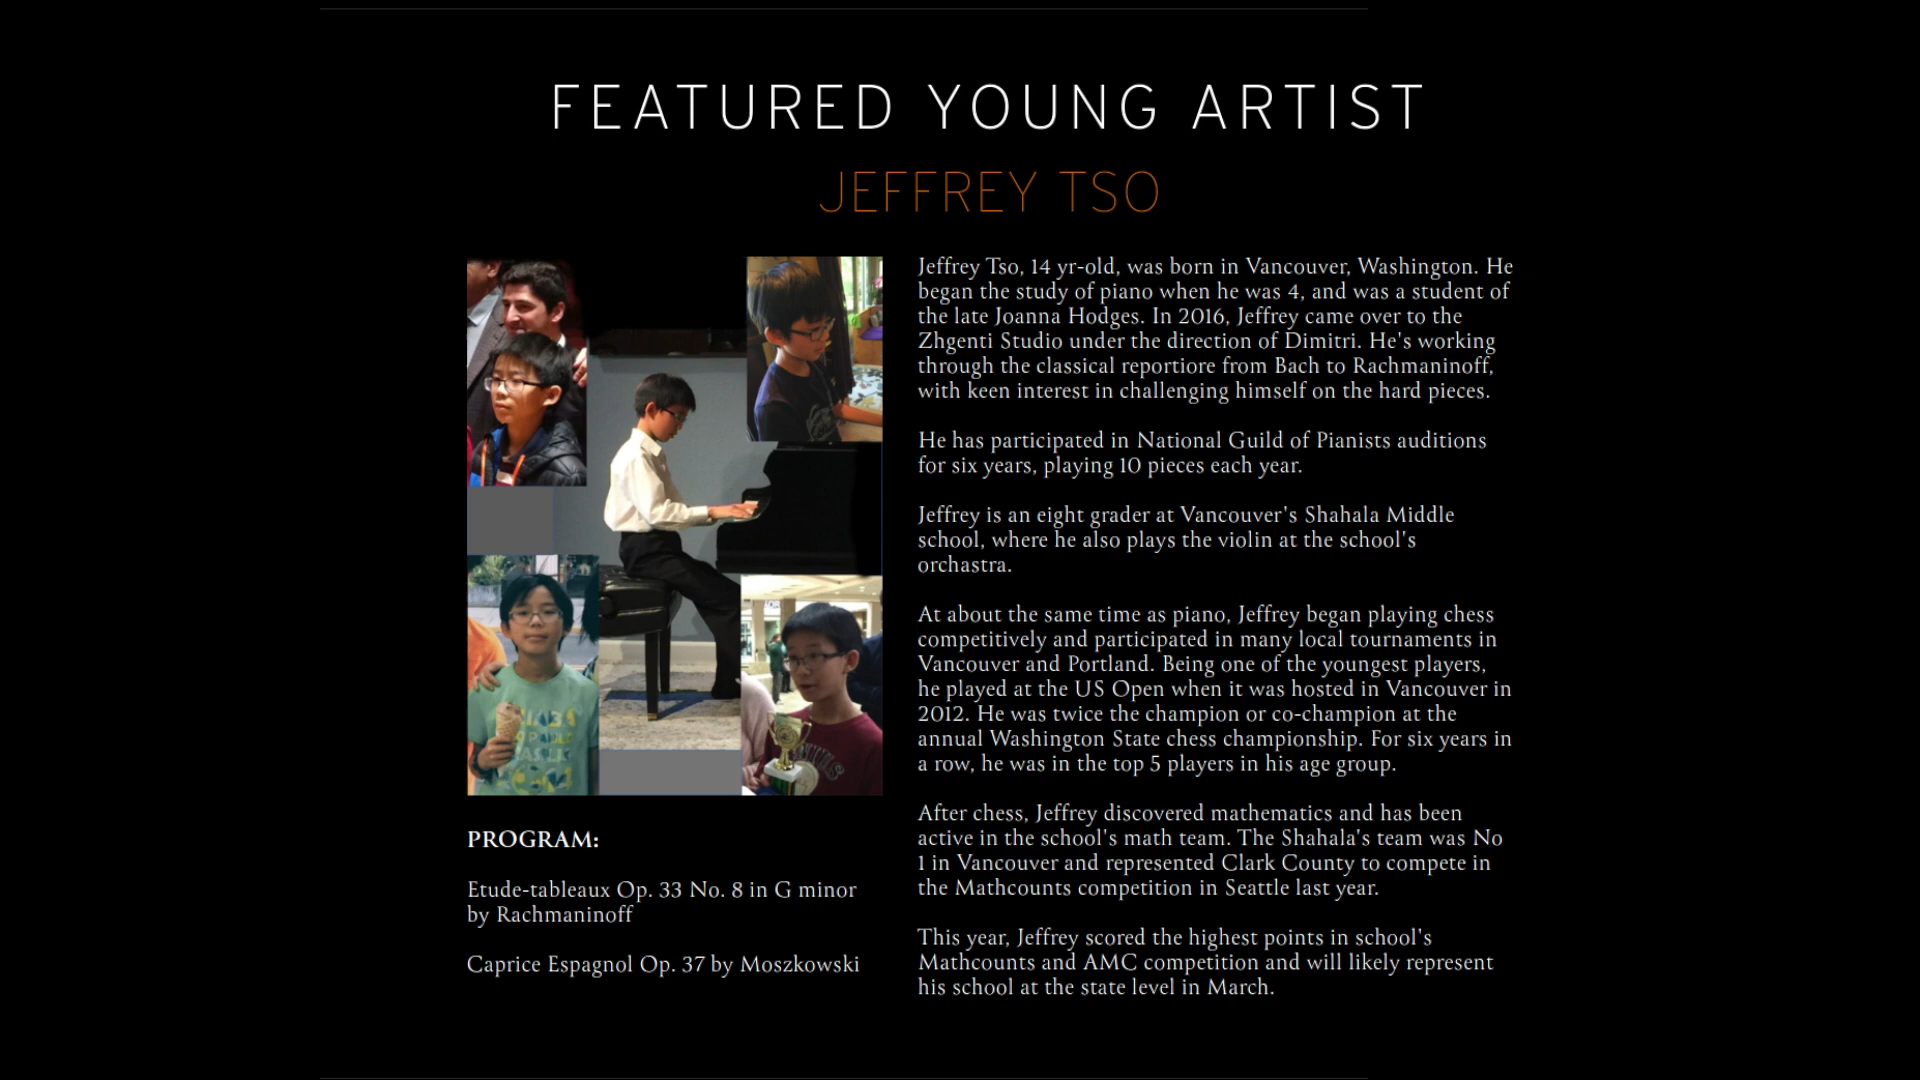 FEATURED YOUNG ARTIST
JEFFREY TSO
Jeffrey Tso, 14 yr-old, was born in Vancouver, Washington. He
began the study of piano when he was 4, and was a student of
the late Joanna Hodges. In 2016, Jeffrey came over to the
Zhgenti Studio under the direction of Dimitri. He's working
through the classical reportiore from Bach to Rachmaninoff,
with keen interest in challenging himself on the hard pieces.
He has participated in National Guild of Pianists auditions
for six years, playing 10 pieces each year.
Jeffrey is an eight grader at Vancouver's Shahala Middle
school, where he also plays the violin at the school's
orchastra.
At about the same time as piano, Jeffrey began playing chess
competitively and participated in many local tournaments in
Vancouver and Portland. Being one of the youngest players,
he played at the US Open when it was hosted in Vancouver in
2012. He was twice the champion or co-champion at the
annual Washington State chess championship. For six years in
a row, he was in the top 5 players in his age group.
After chess, Jeffrey discovered mathematics and has been
active in the school's math team. The Shahala's team was No
1 in Vancouver and represented Clark County to compete in
the Mathcounts competition in Seattle last year.
This year, Jeffrey scored the highest points in school's
Mathcounts and AMC competition and will likely represent
his school at the state level in March.
PROGRAM:
Etude-tableaux Op. 33 No. 8 in G minor
by Rachmaninoff
Caprice Espagnol Op. 37 by Moszkowski